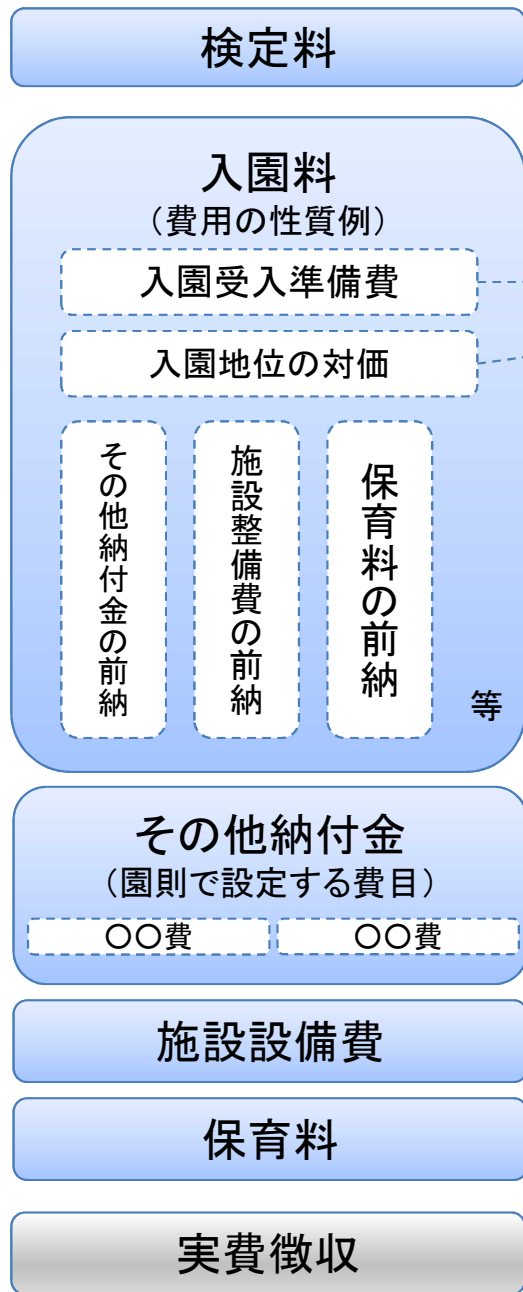 検定料
入園料
（費用の性質例）
入園受入準備費
入園地位の対価
その他納付金の前納
施設整備費の前納
保育料の前納
等
その他納付金
（園則で設定する費目）
〇〇費
〇〇費
施設設備費
保育料
実費徴収